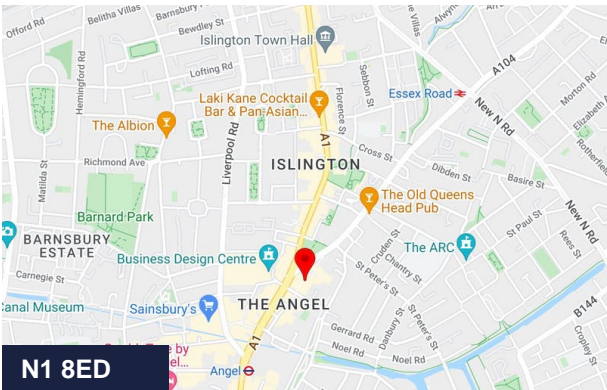 Offord Rd
Belitha Villas
Barnsbury
Bewdley St
Islington Town Hall
Hemingford Rd
Lofting Rd
Florence St
Sebbon St
A104
Essex Road
New N Rd
Morton Rd
Elizabeth A
Laki Kane Cocktail
Bar & Pan-Asian...
The Albion
Liverpool Rd
A1
Cross St
Rotherfie
Richmond Ave
ISLINGTON
Matilda St
Dibden St
Basire St
The Old Queens
Head Pub
New N Rd
Barnard Park
St Paul St
Rees St
BARNSBURY
ESTATE
Business Design Centre
Cruden St
Chantry St
The ARC
St Peter's St
Carnegie St
Canal Museum
Sainsbury's
THE ANGEL
B144
Danbury St
St Peter's St
Gerrard Rd
Noel Rd
Noel Rd
Cropley St
A1
by
el...
Angel
N1 8ED